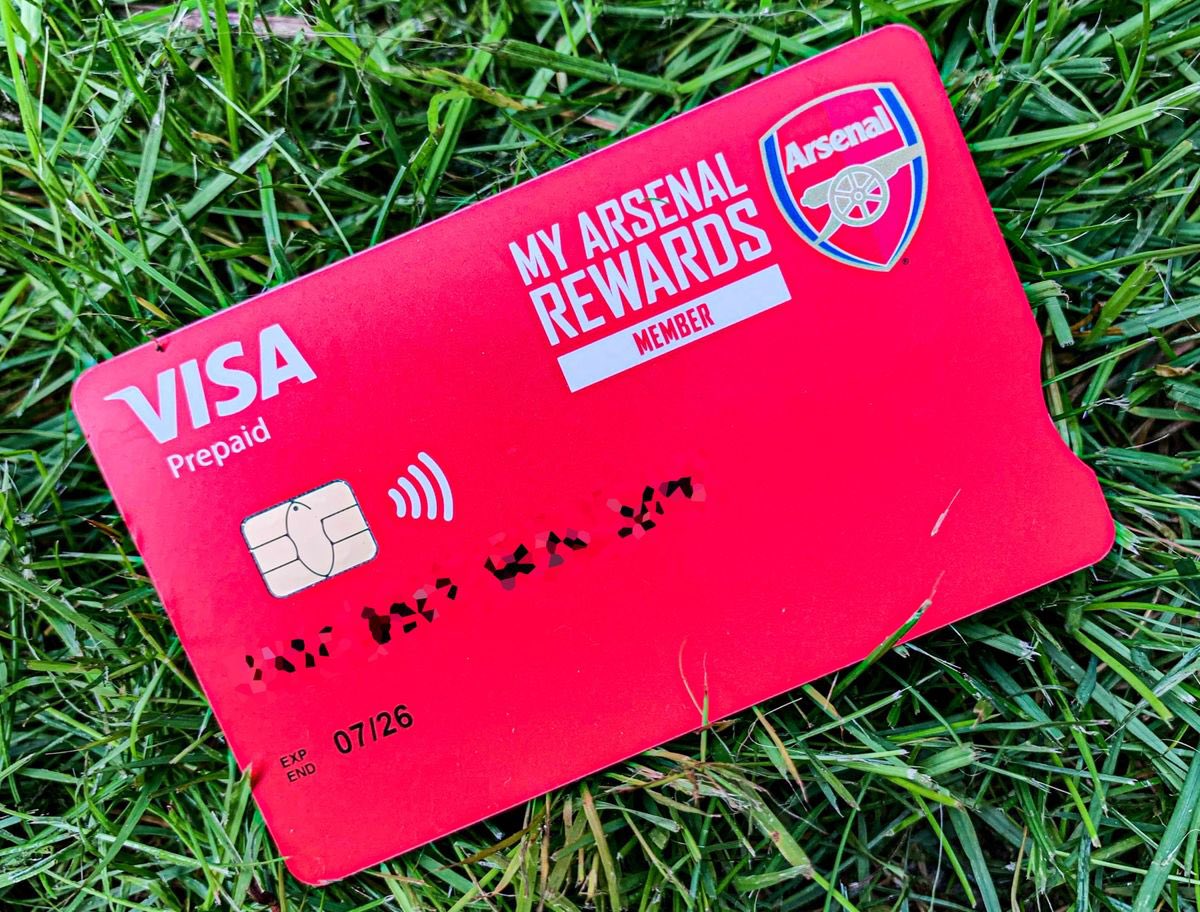 Arsenal
MY ARSENAL
REWARDS
MEMBER
VISA
Prepaid
EXP
END
07/26